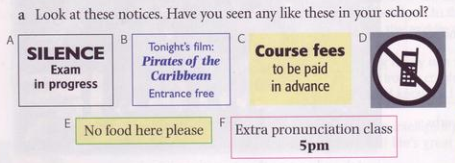 a Look at these notices. Have you seen any like these in your school?
A
SILENCE
Exam
in progress
B
Tonight's film:
Pirates of the
Caribbean
Entrance free
C
Course fees
to be paid
in advance
D
E
No food here please
F
Extra pronunciation class
5pm